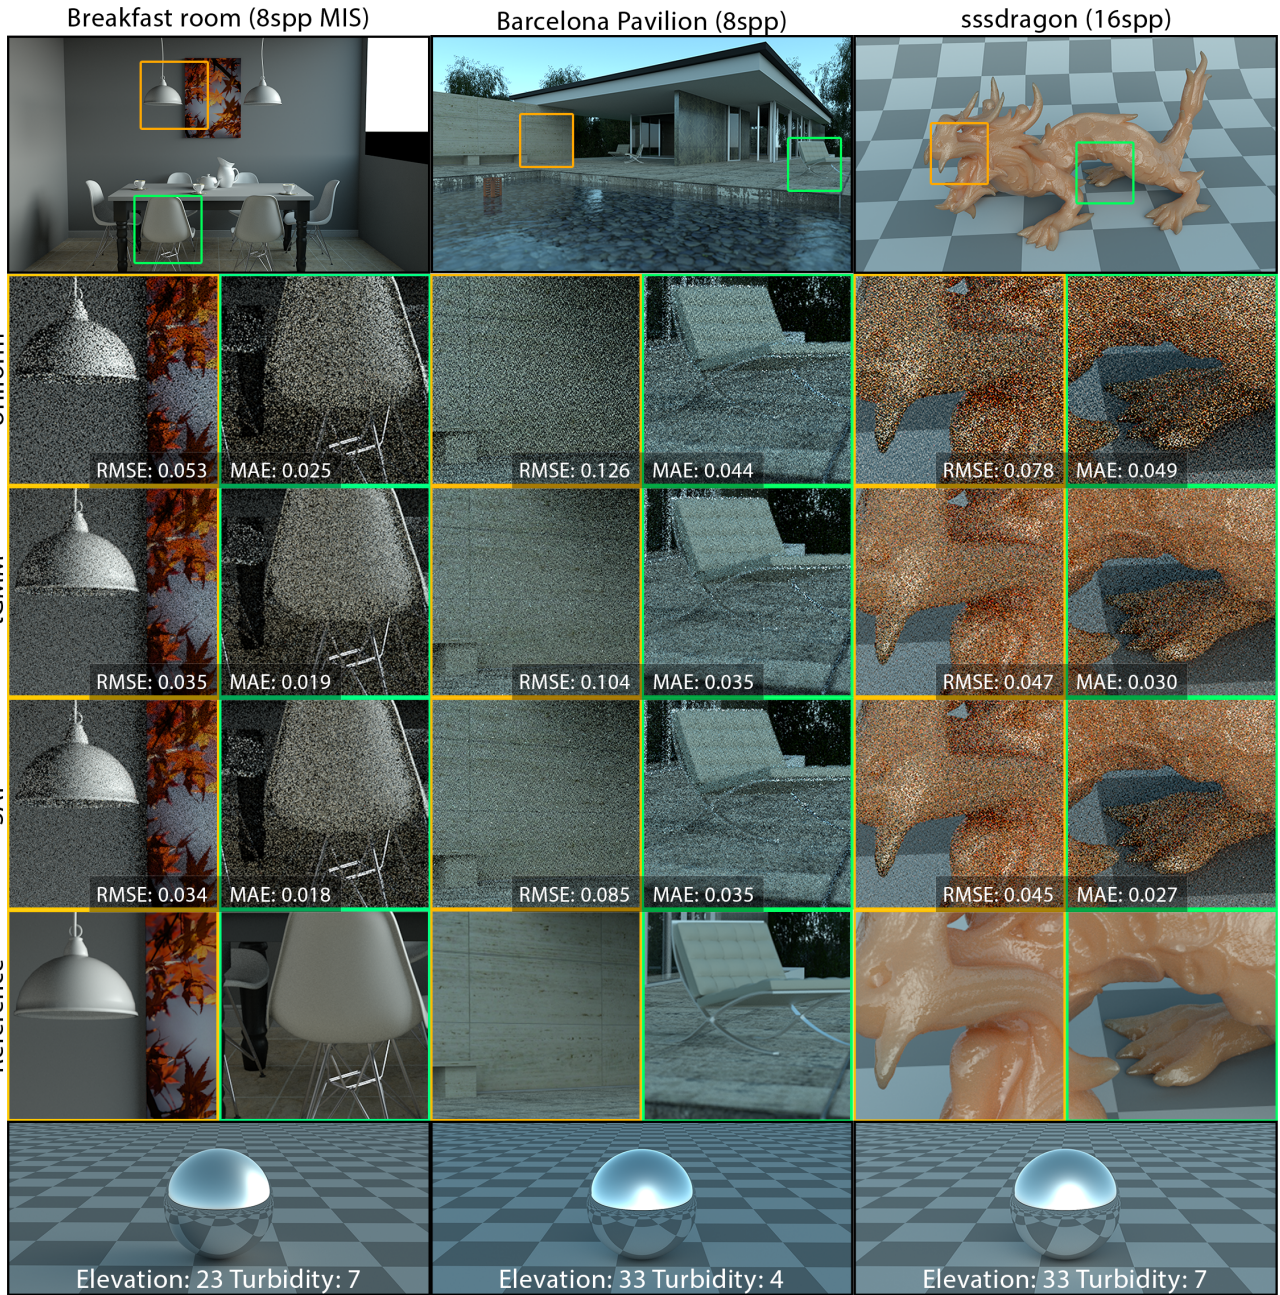 Breakfast room (8spp MIS) Barcelona Pavilion (8spp) sssdragon (16spp)
RMSE: 0.053 MAE: 0.025 RMSE: 0.126 MAE: 0.044 RMSE: 0.078 MAE: 0.049
RMSE: 0.035 MAE: 0.019 RMSE: 0.104 MAE: 0.035 RMSE: 0.047 MAE: 0.030
RMSE: 0.034 MAE: 0.018 RMSE: 0.085 MAE: 0.035 RMSE: 0.045 MAE: 0.027
Elevation: 23 Turbidity: 7 Elevation: 33 Turbidity: 4 Elevation: 33 Turbidity: 7